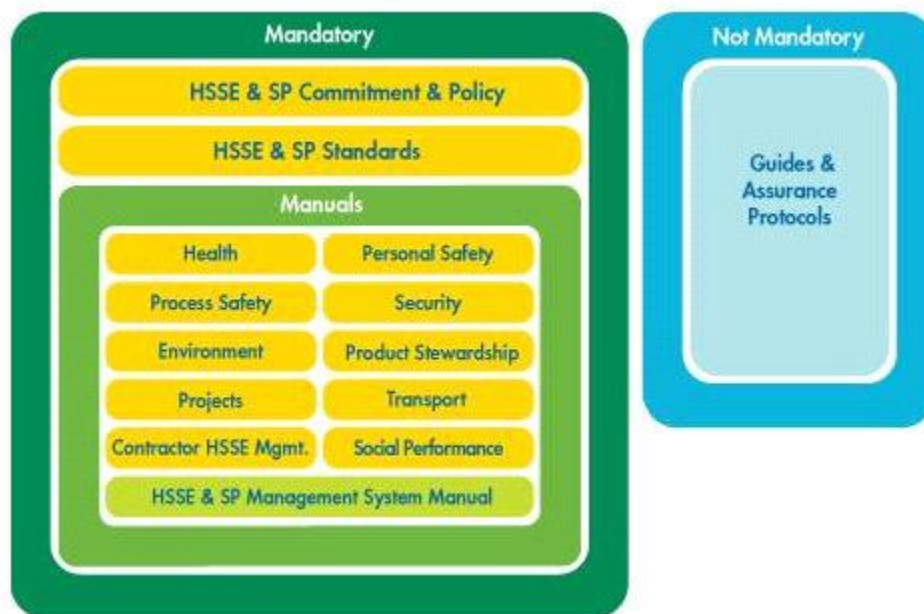 Mandatory
HSSE & SP Commitment & Policy
HSSE & SP Standards
Manuals
Health
Personal Safety
Process Safety
Security
Environment
Product Stewardship
Projects
Transport
Contractor HSSE Mgmt.
Social Performance
HSSE & SP Management System Manual
Not Mandatory
Guides &
Assurance
Protocols